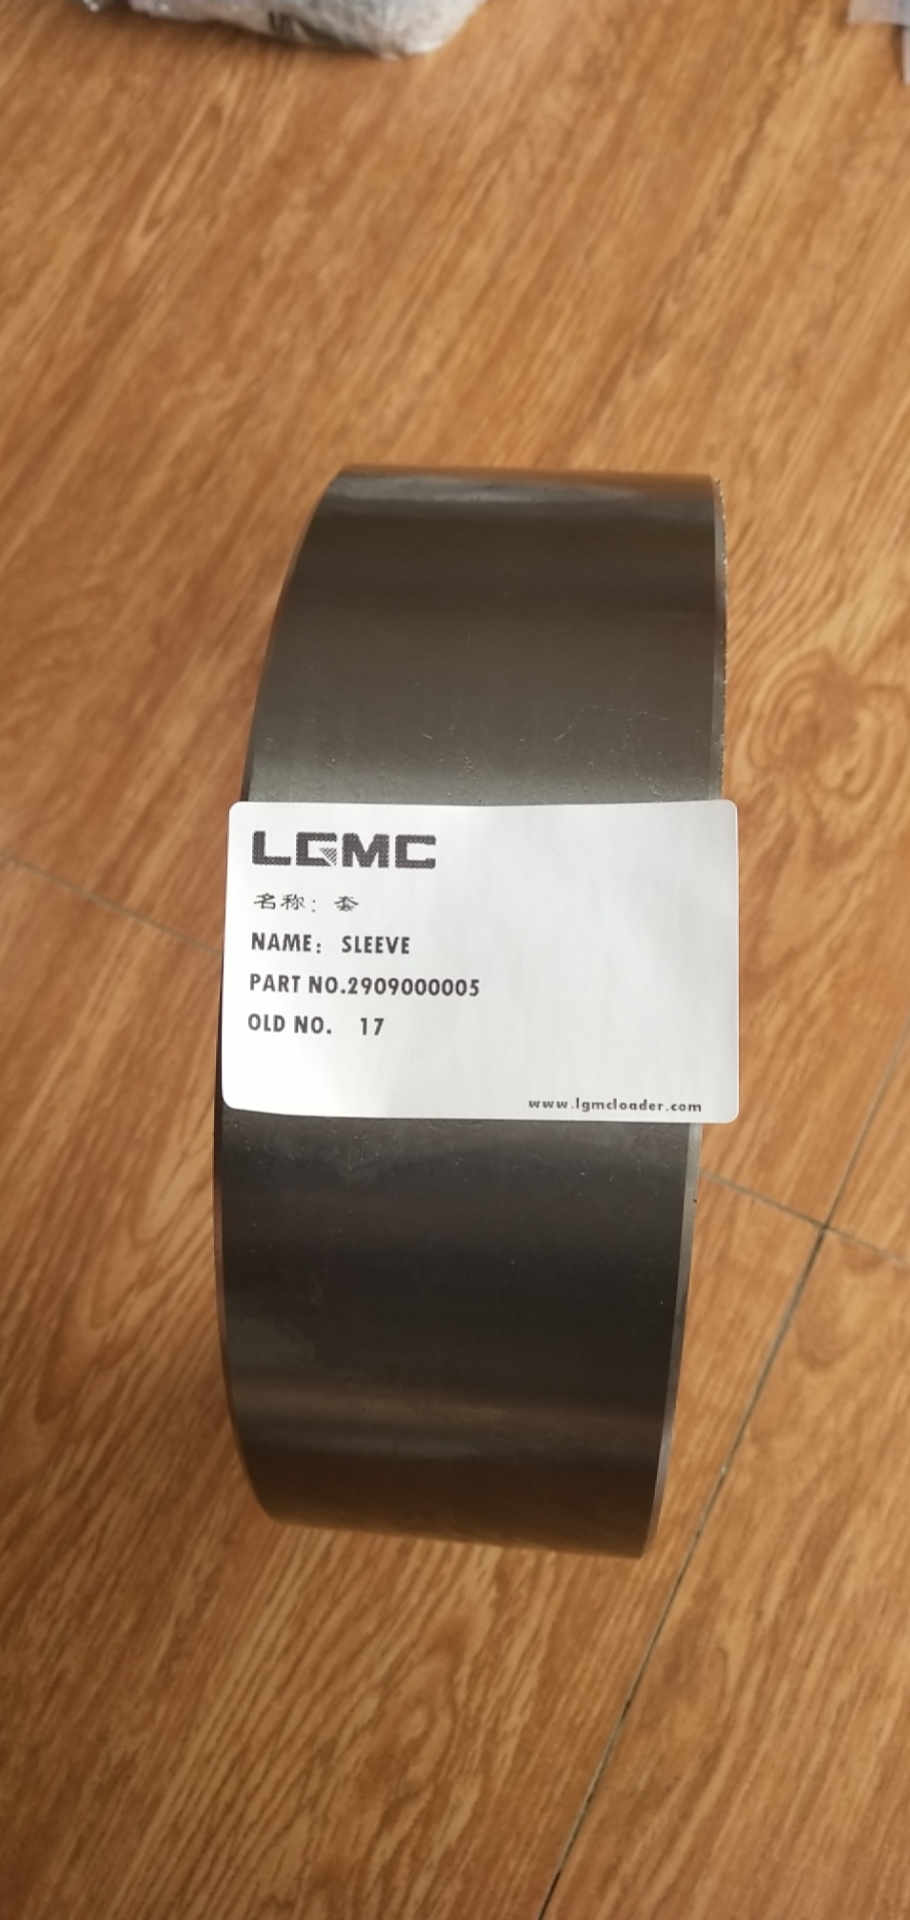 LGMC
名称：套
NAME： SLEEVE
PART NO.2909000005
OLD NO. 17
www.lgmcloader.com